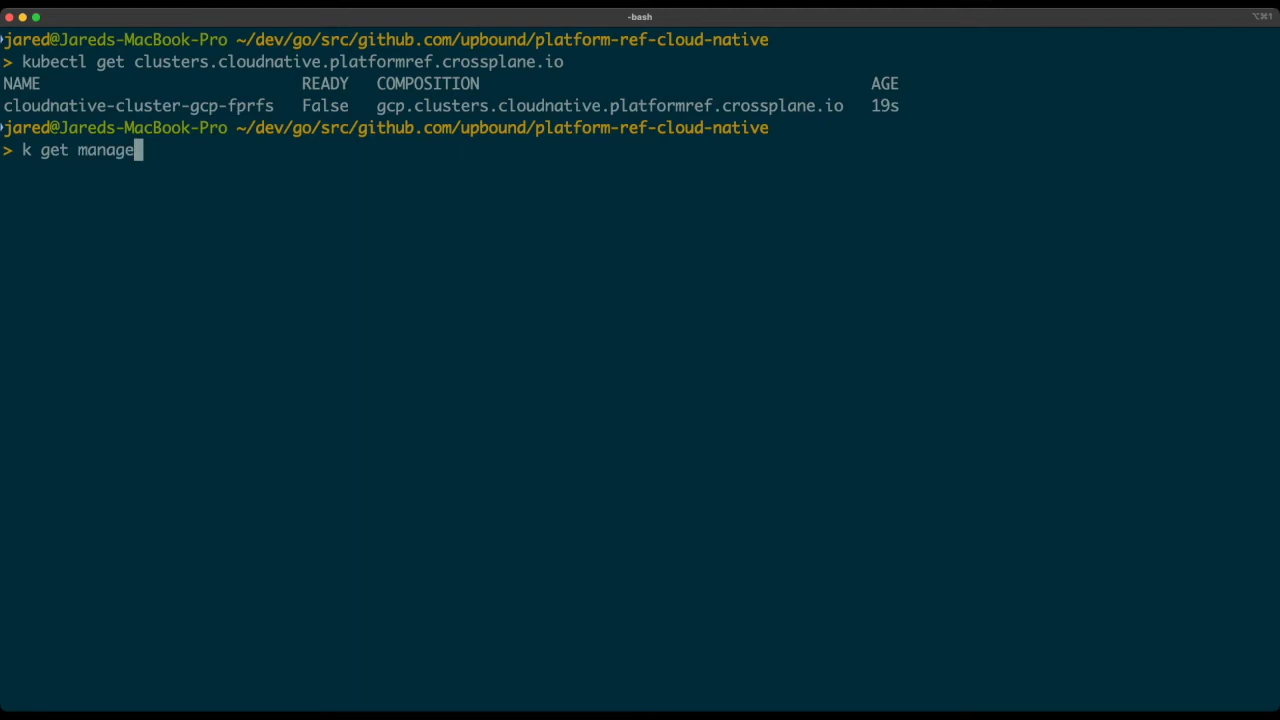 -bash
⌥⌘1
jared@Jareds-MacBook-Pro ~/dev/go/src/github.com/upbound/platform-ref-cloud-native
> kubectl get clusters.cloudnative.platformref.crossplane.io
NAME READY COMPOSITION AGE
cloudnative-cluster-gcp-fprfs False gcp.clusters.cloudnative.platformref.crossplane.io 19s
jared@Jareds-MacBook-Pro ~/dev/go/src/github.com/upbound/platform-ref-cloud-native
> k get manage